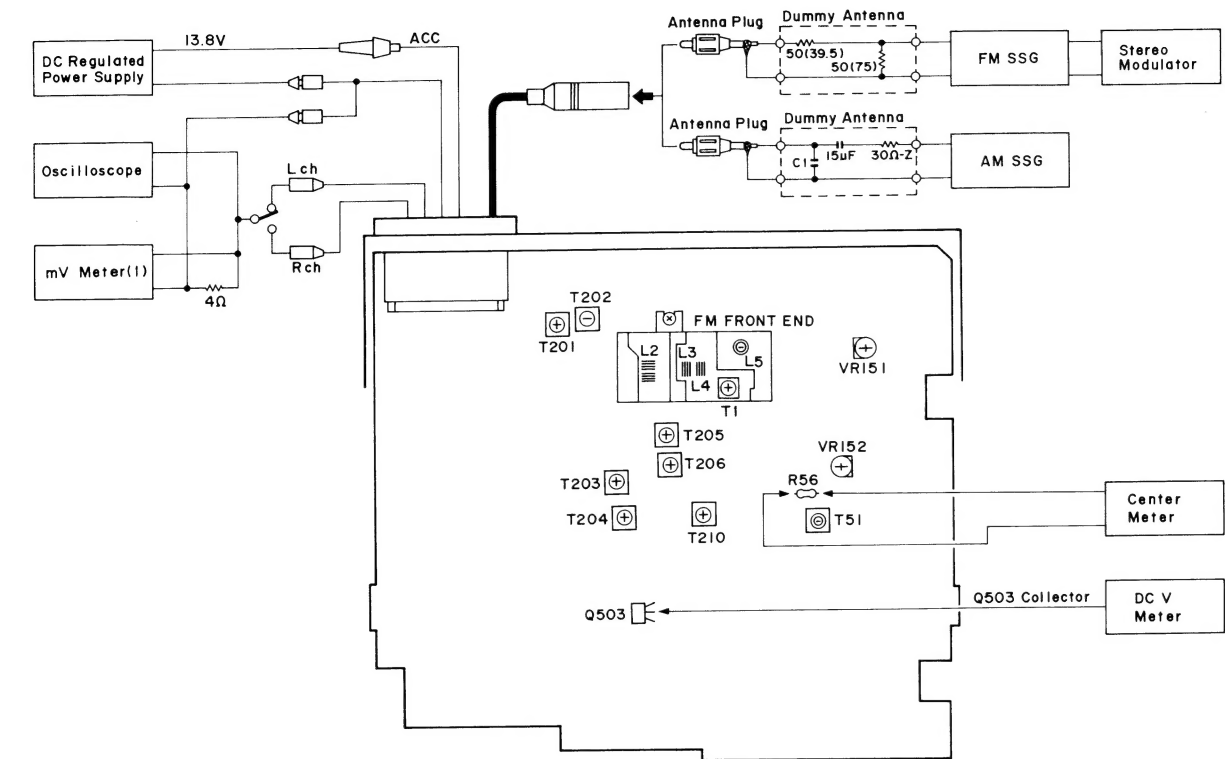 13.8V
ACC
DC Regulated
Power Supply
Oscilloscope
mV Meter(1)
4Ω
L ch
R ch
Antenna Plug
Dummy Antenna
50(39.5)
50(75)
FM SSG
Stereo
Modulator
Antenna Plug
Dummy Antenna
C1
15µF
30Ω-Z
AM SSG
T202
T201
FM FRONT END
L2
L3
L4
L5
T1
VR151
T205
T206
T203
T204
T210
VR152
R56
T51
Center
Meter
Q503
Q503 Collector
DC V
Meter